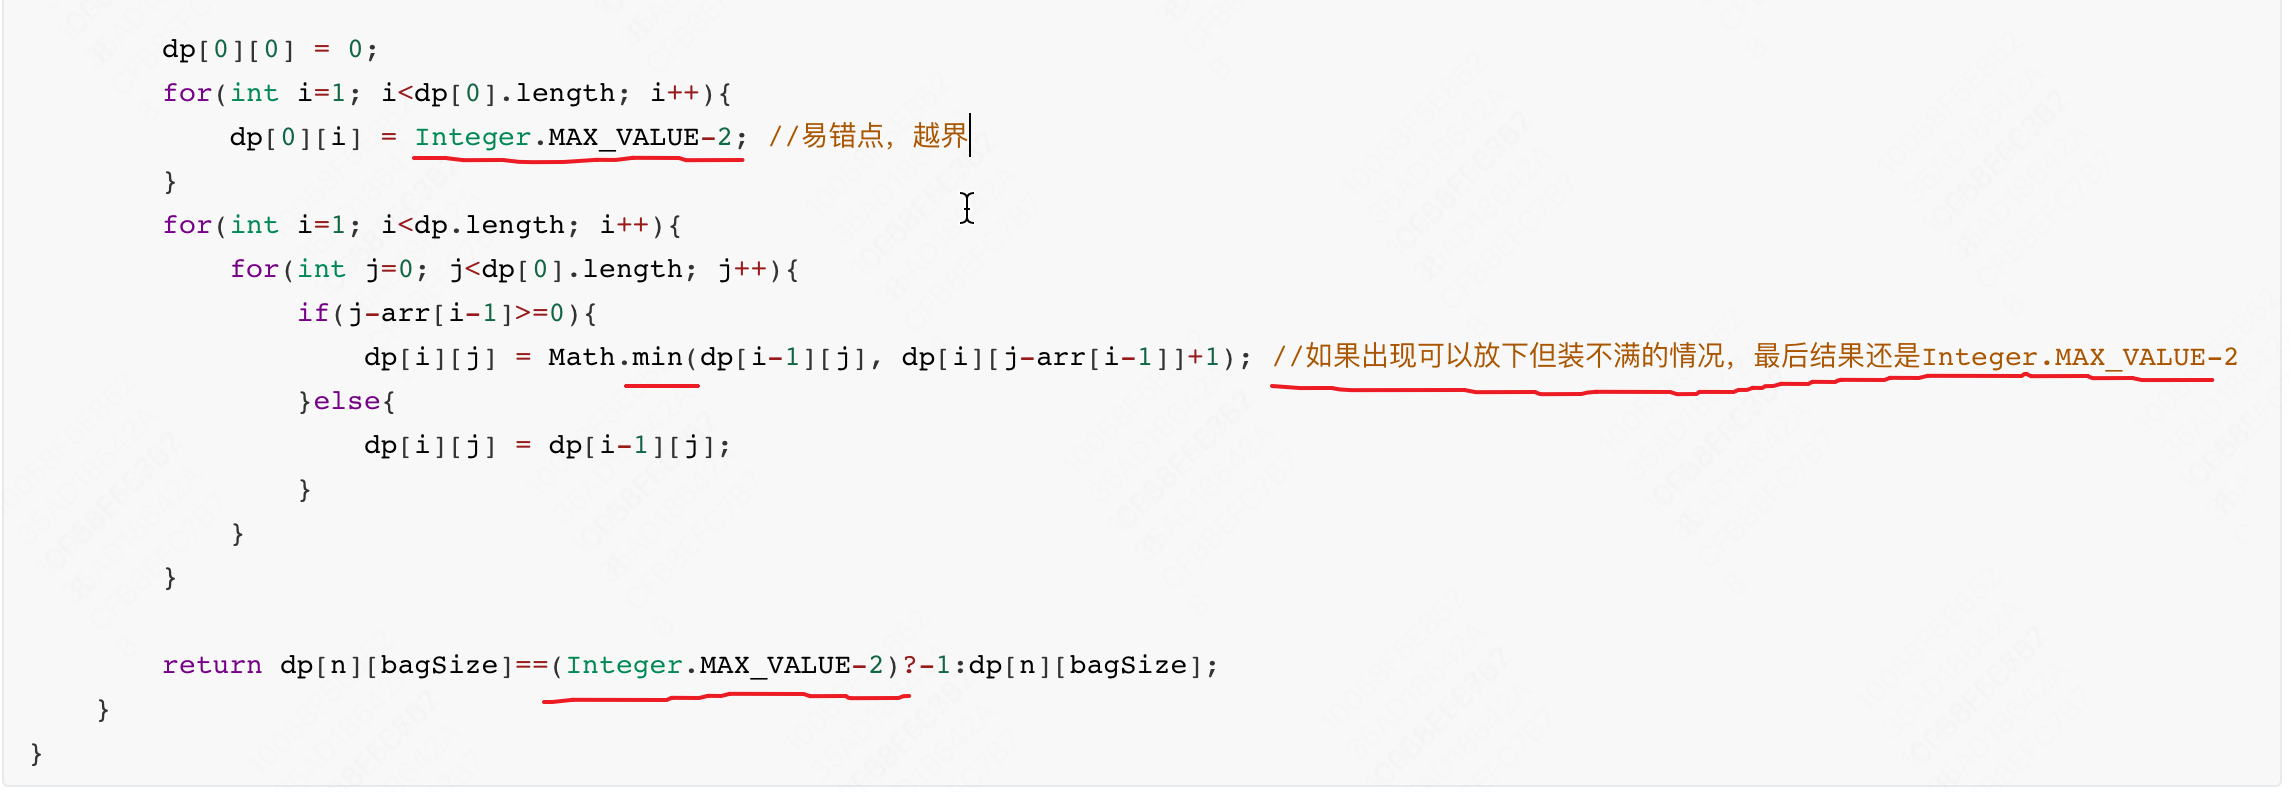 dp[0][0] = 0;
for(int i=1; i<dp[0].length; i++){
dp[0][i] = Integer.MAX_VALUE-2; //易错点，越界
}
for(int i=1; i<dp.length; i++){
for(int j=0; j<dp[0].length; j++){
if(j-arr[i-1]>=0){
dp[i][j] = Math.min(dp[i-1][j], dp[i][j-arr[i-1]]+1); //如果出现可以放下但装不满的情况，最后结果还是Integer.MAX_VALUE-2
}else{
dp[i][j] = dp[i-1][j];
}
}
}
return dp[n][bagSize]==(Integer.MAX_VALUE-2)?-1:dp[n][bagSize];
}
}